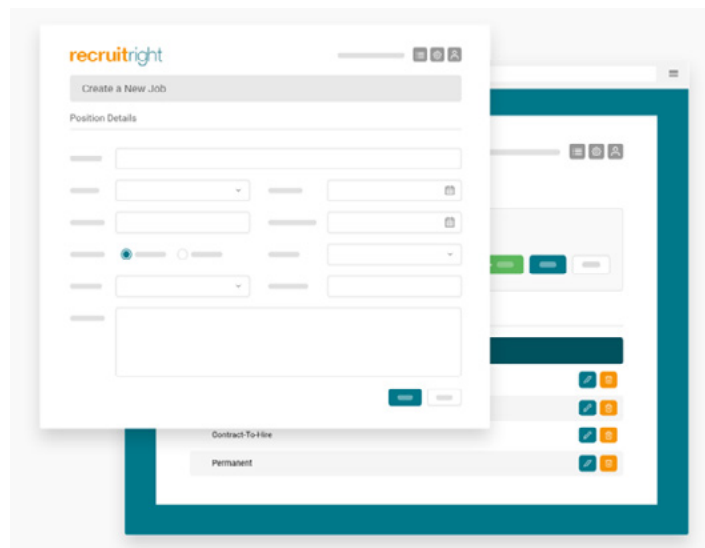 recruitright
Create a New Job
Position Details
Contract-To-Hire
Permanent